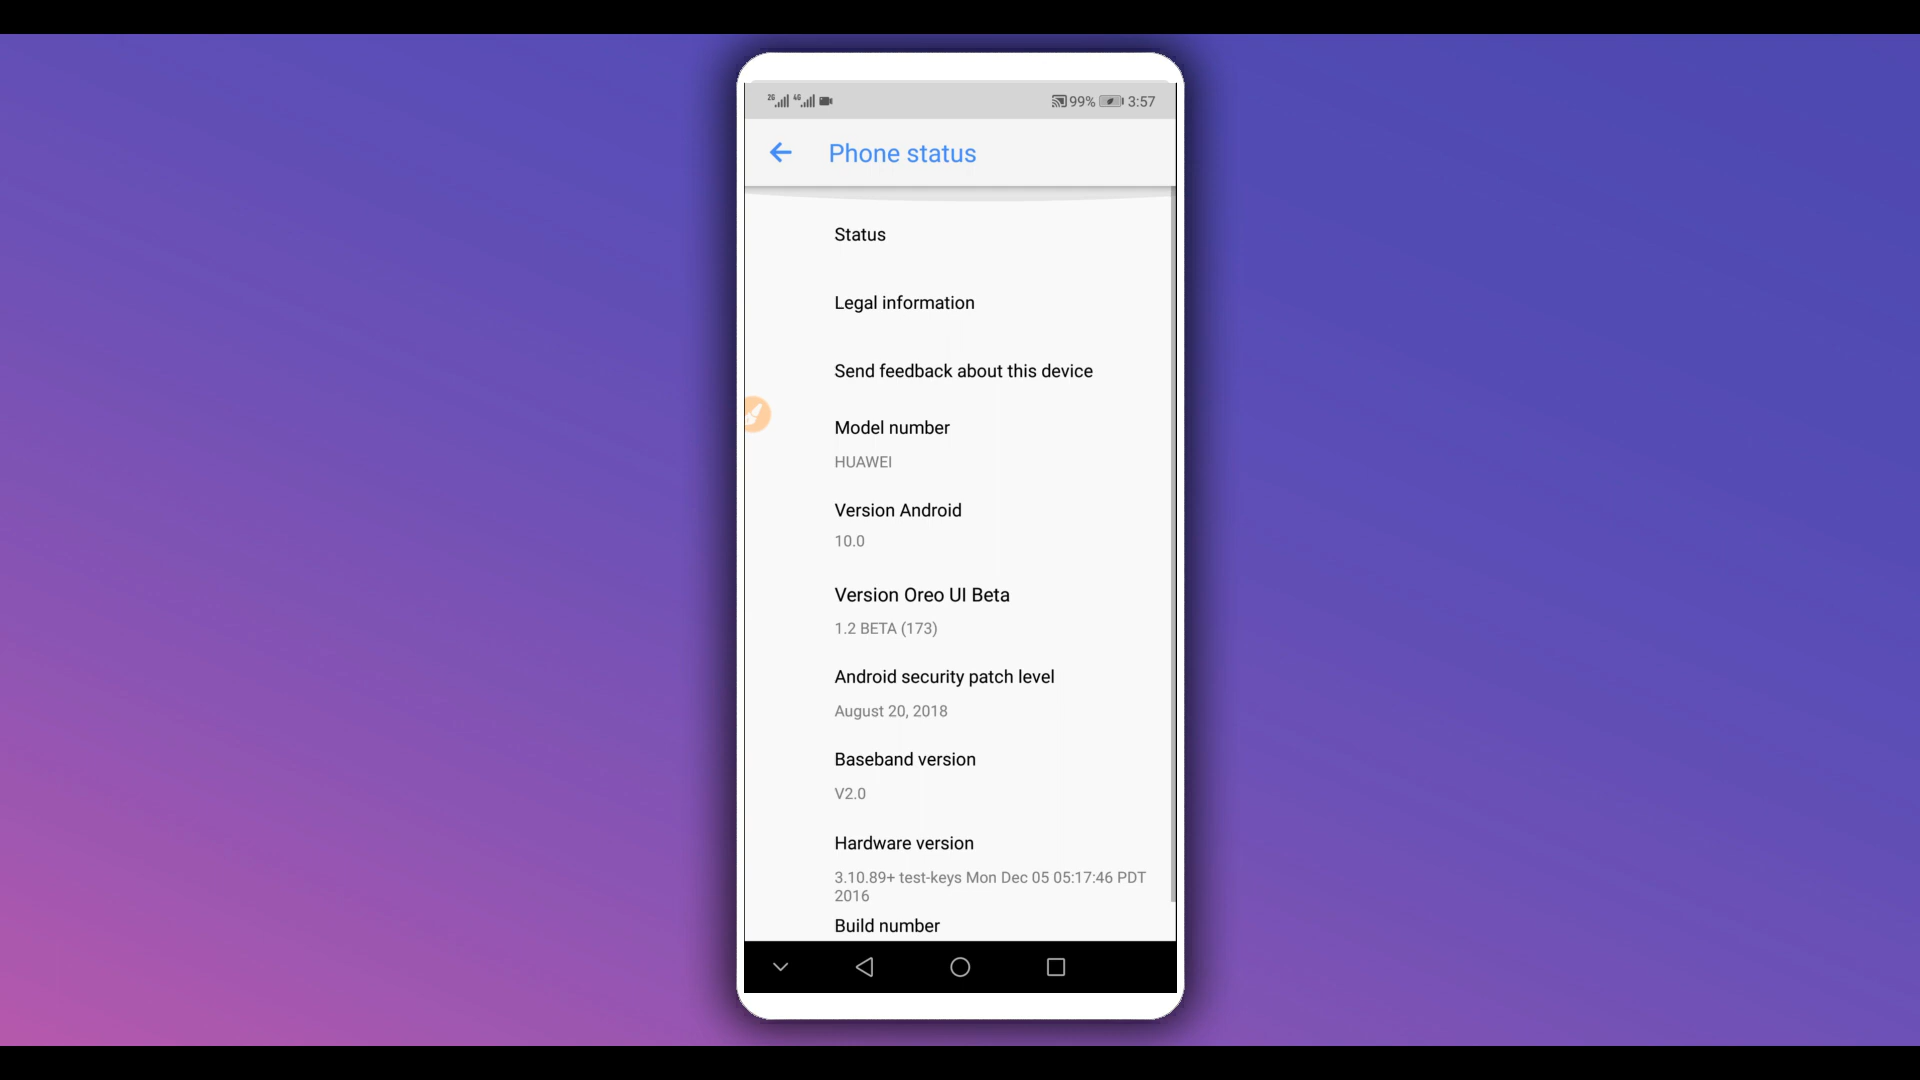 2G 4G 99% 3:57
Phone status
Status
Legal information
Send feedback about this device
Model number
HUAWEI
Version Android
10.0
Version Oreo UI Beta
1.2 BETA (173)
Android security patch level
August 20, 2018
Baseband version
V2.0
Hardware version
3.10.89+ test-keys Mon Dec 05 05:17:46 PDT
2016
Build number